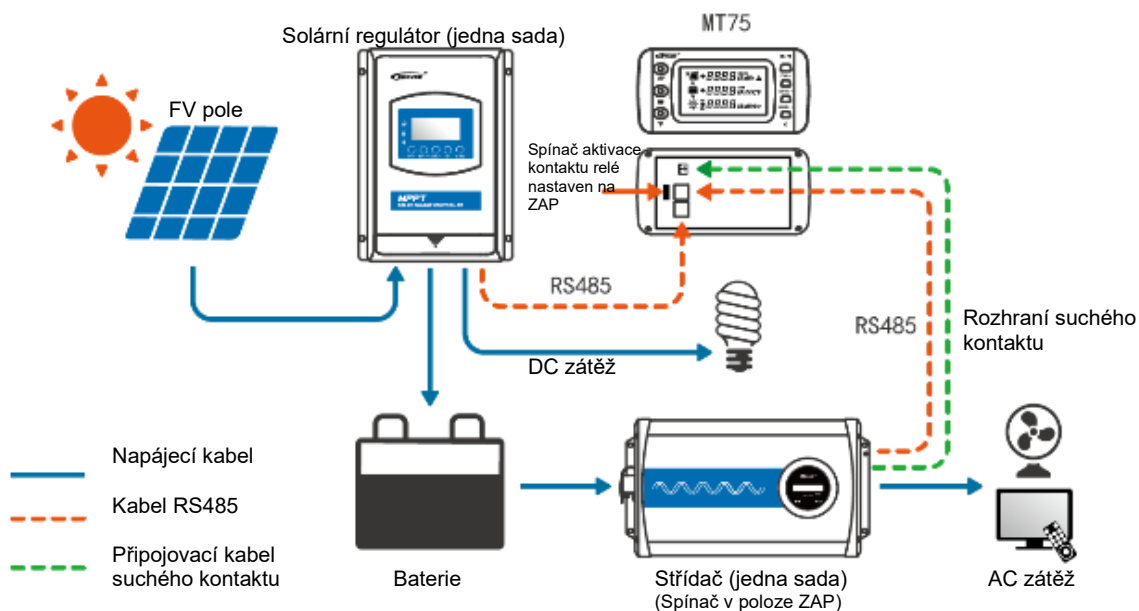 MT75
Solární regulátor (jedna sada)
FV pole
MPPT
Spínač aktivace
kontaktu relé
nastaven na
ZAP
RS485
RS485
Rozhraní suchého
kontaktu
DC zátěž
Napájecí kabel
Kabel RS485
Připojovací kabel
suchého kontaktu
Baterie
Střídač (jedna sada)
(Spínač v poloze ZAP)
AC zátěž